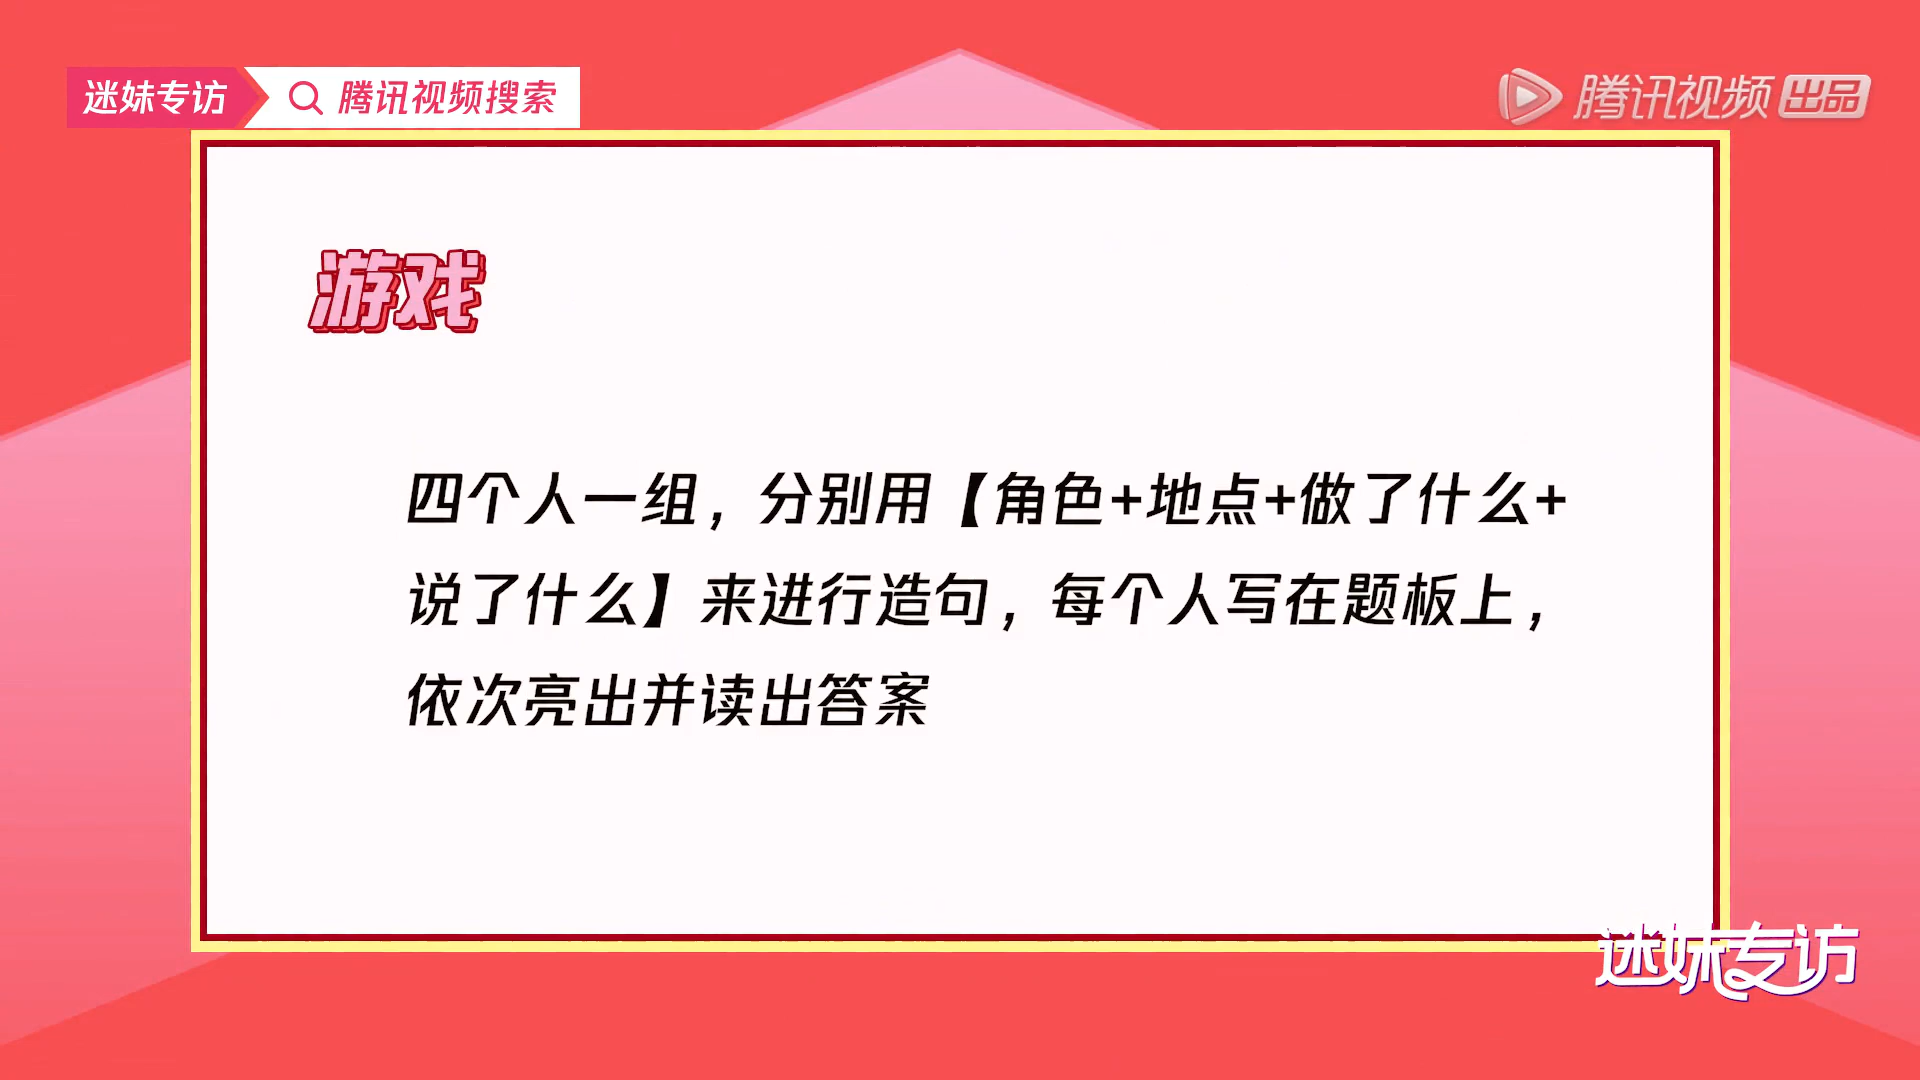 迷妹专访 腾讯视频搜索
腾讯视频 出品
游戏
四个人一组，分别用【角色+地点+做了什么+
说了什么】来进行造句，每个人写在题板上，
依次亮出并读出答案
迷妹专访